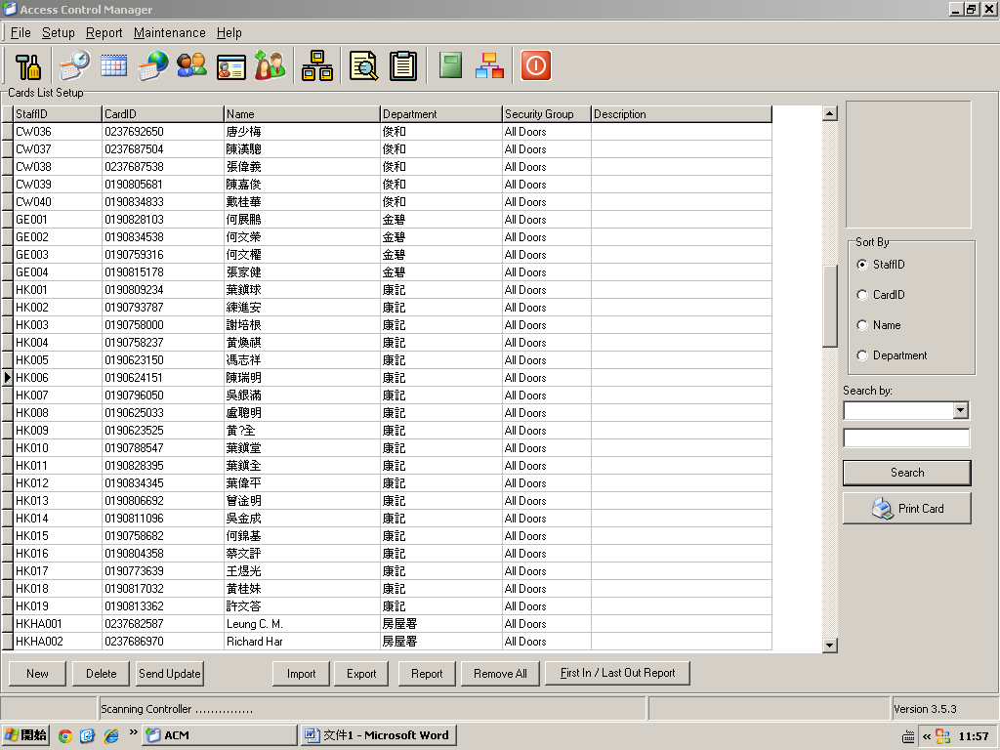 Access Control Manager
File Setup Report Maintenance Help
Cards List Setup
StaffID CardID Name Department Security Group Description
CW036 0237692650 唐少梅 俊和 All Doors
CW037 0237687504 陳漢驄 俊和 All Doors
CW038 0237687538 張偉義 俊和 All Doors
CW039 0190805681 陳嘉俊 俊和 All Doors
CW040 0190834833 戴桂華 俊和 All Doors
GE001 0190828103 何展鵬 金碧 All Doors
GE002 0190834538 何文榮 金碧 All Doors
GE003 0190759316 何文櫂 金碧 All Doors
GE004 0190815178 張家健 金碧 All Doors
HK001 0190809234 葉鎮球 康記 All Doors
HK002 0190793787 練進安 康記 All Doors
HK003 0190758000 謝培根 康記 All Doors
HK004 0190758237 黃煥祺 康記 All Doors
HK005 0190623150 馮志祥 康記 All Doors
HK006 0190624151 陳瑞明 康記 All Doors
HK007 0190796050 吳銀滿 康記 All Doors
HK008 0190625033 盧聰明 康記 All Doors
HK009 0190623525 黃?全 康記 All Doors
HK010 0190788547 葉鎮堂 康記 All Doors
HK011 0190828395 葉鎮全 康記 All Doors
HK012 0190834345 葉偉平 康記 All Doors
HK013 0190806692 曾淦明 康記 All Doors
HK014 0190811096 吳金成 康記 All Doors
HK015 0190758682 何錦基 康記 All Doors
HK016 0190804358 蔡文評 康記 All Doors
HK017 0190773639 王煜光 康記 All Doors
HK018 0190817032 黃桂妹 康記 All Doors
HK019 0190813362 許文答 康記 All Doors
HKHA001 0237682587 Leung C. M. 房屋署 All Doors
HKHA002 0237686970 Richard Har 房屋署 All Doors
Sort By
StaffID
CardID
Name
Department
Search by:
Search
Print Card
New Delete Send Update Import Export Report Remove All First In / Last Out Report
Scanning Controller .............. Version 3.5.3
開始 » ACM 文件1 - Microsoft Word « 11:57